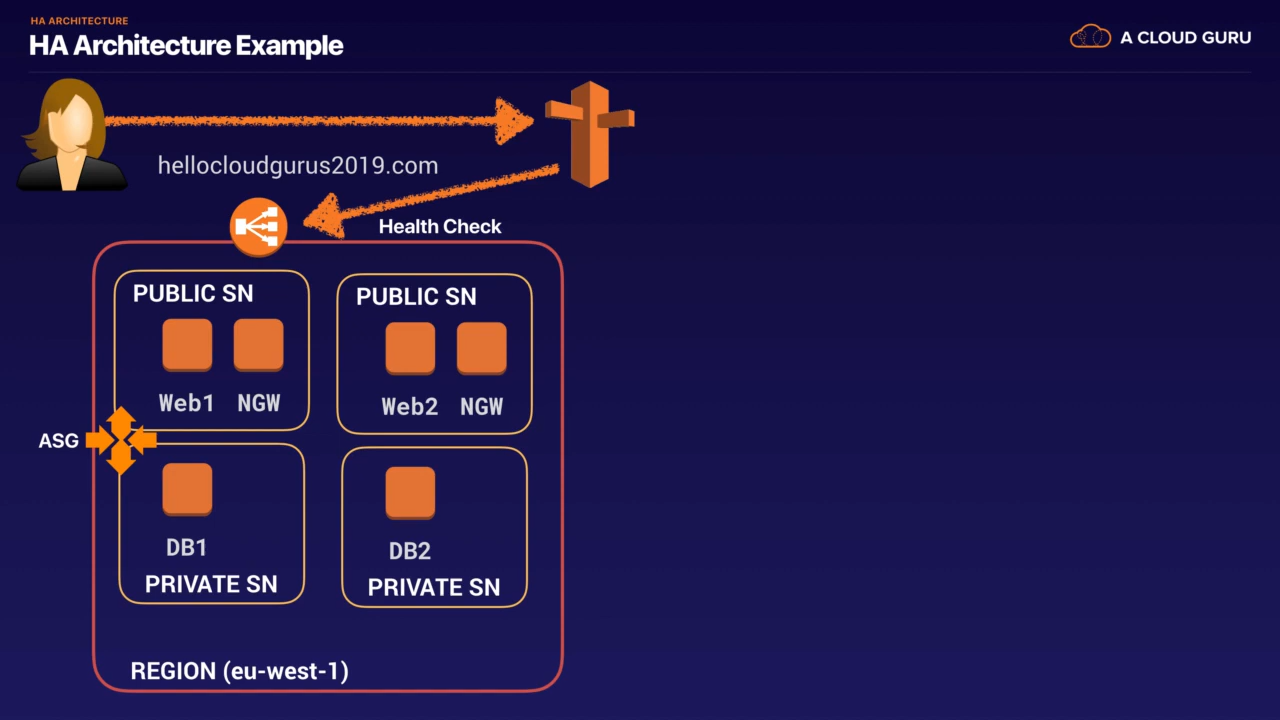 HA ARCHITECTURE
HA Architecture Example
A CLOUD GURU
hellocloudgurus2019.com
Health Check
PUBLIC SN
Web1 NGW
PUBLIC SN
Web2 NGW
ASG
DB1
PRIVATE SN
DB2
PRIVATE SN
REGION (eu-west-1)